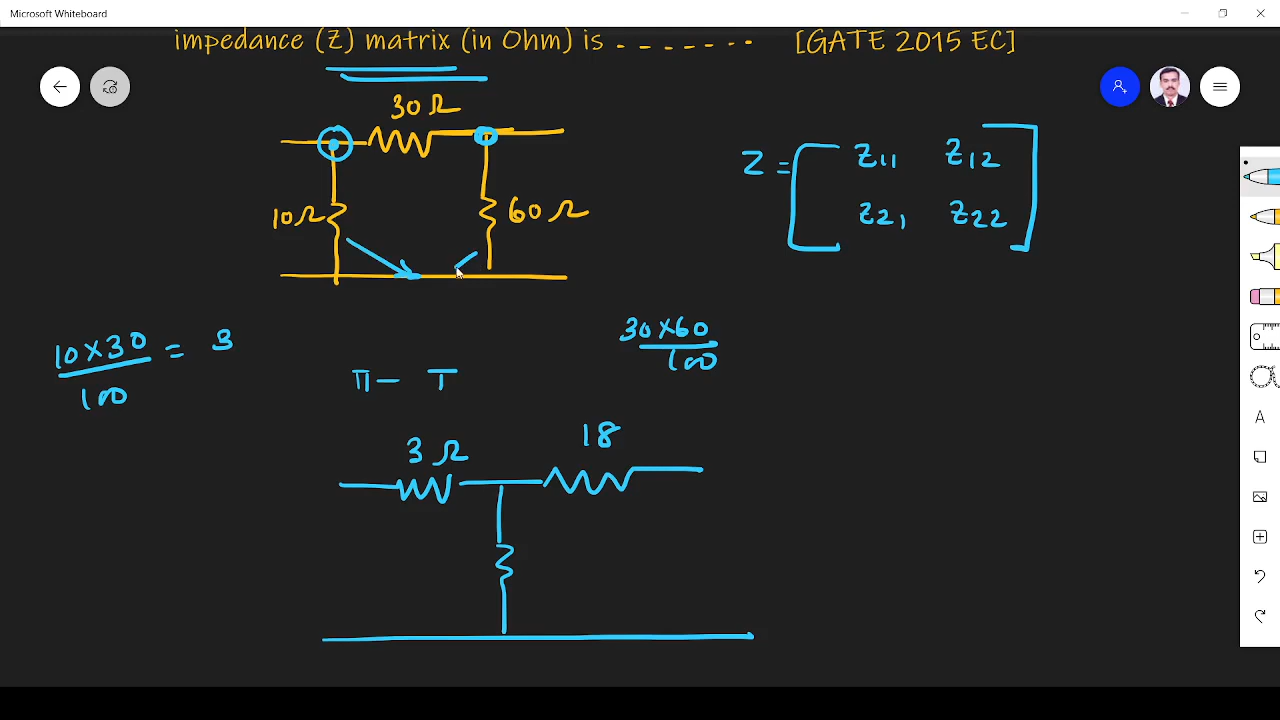 Microsoft Whiteboard
impedance (Z) matrix (in Ohm) is - - - - - - - [GATE 2015 EC]
30 Ω
10 Ω
60 Ω
Z = [ Z11 Z12
Z21 Z22 ]
10 × 30 / 100 = 3
30 × 60 / 100
π – T
3 Ω
18
A